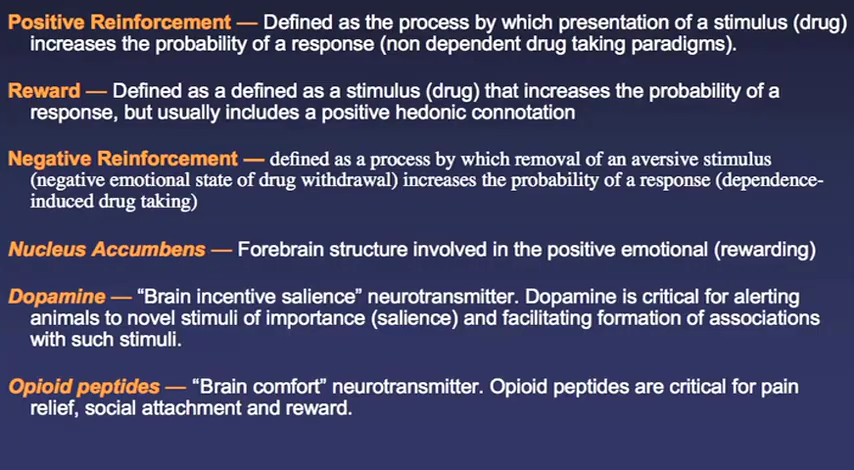 Positive Reinforcement — Defined as the process by which presentation of a stimulus (drug)
increases the probability of a response (non dependent drug taking paradigms).
Reward — Defined as a defined as a stimulus (drug) that increases the probability of a
response, but usually includes a positive hedonic connotation
Negative Reinforcement — defined as a process by which removal of an aversive stimulus
(negative emotional state of drug withdrawal) increases the probability of a response (dependence-
induced drug taking)
Nucleus Accumbens — Forebrain structure involved in the positive emotional (rewarding)
Dopamine — “Brain incentive salience” neurotransmitter. Dopamine is critical for alerting
animals to novel stimuli of importance (salience) and facilitating formation of associations
with such stimuli.
Opioid peptides — “Brain comfort” neurotransmitter. Opioid peptides are critical for pain
relief, social attachment and reward.